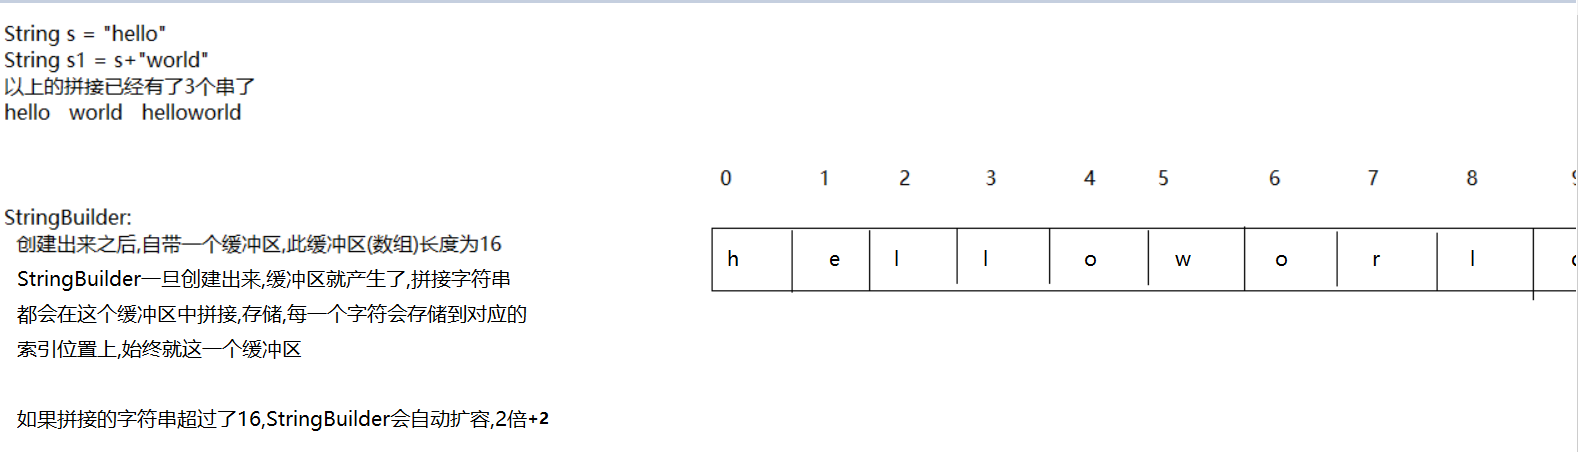 String s = "hello"
String s1 = s+"world"
以上的拼接已经有了3个串了
hello world helloworld
0 1 2 3 4 5 6 7 8
StringBuilder:
创建出来之后,自带一个缓冲区,此缓冲区(数组)长度为16
h e l l o w o r l
StringBuilder一旦创建出来,缓冲区就产生了,拼接字符串
都会在这个缓冲区中拼接,存储,每一个字符会存储到对应的
索引位置上,始终就这一个缓冲区
如果拼接的字符串超过了16,StringBuilder会自动扩容,2倍+2